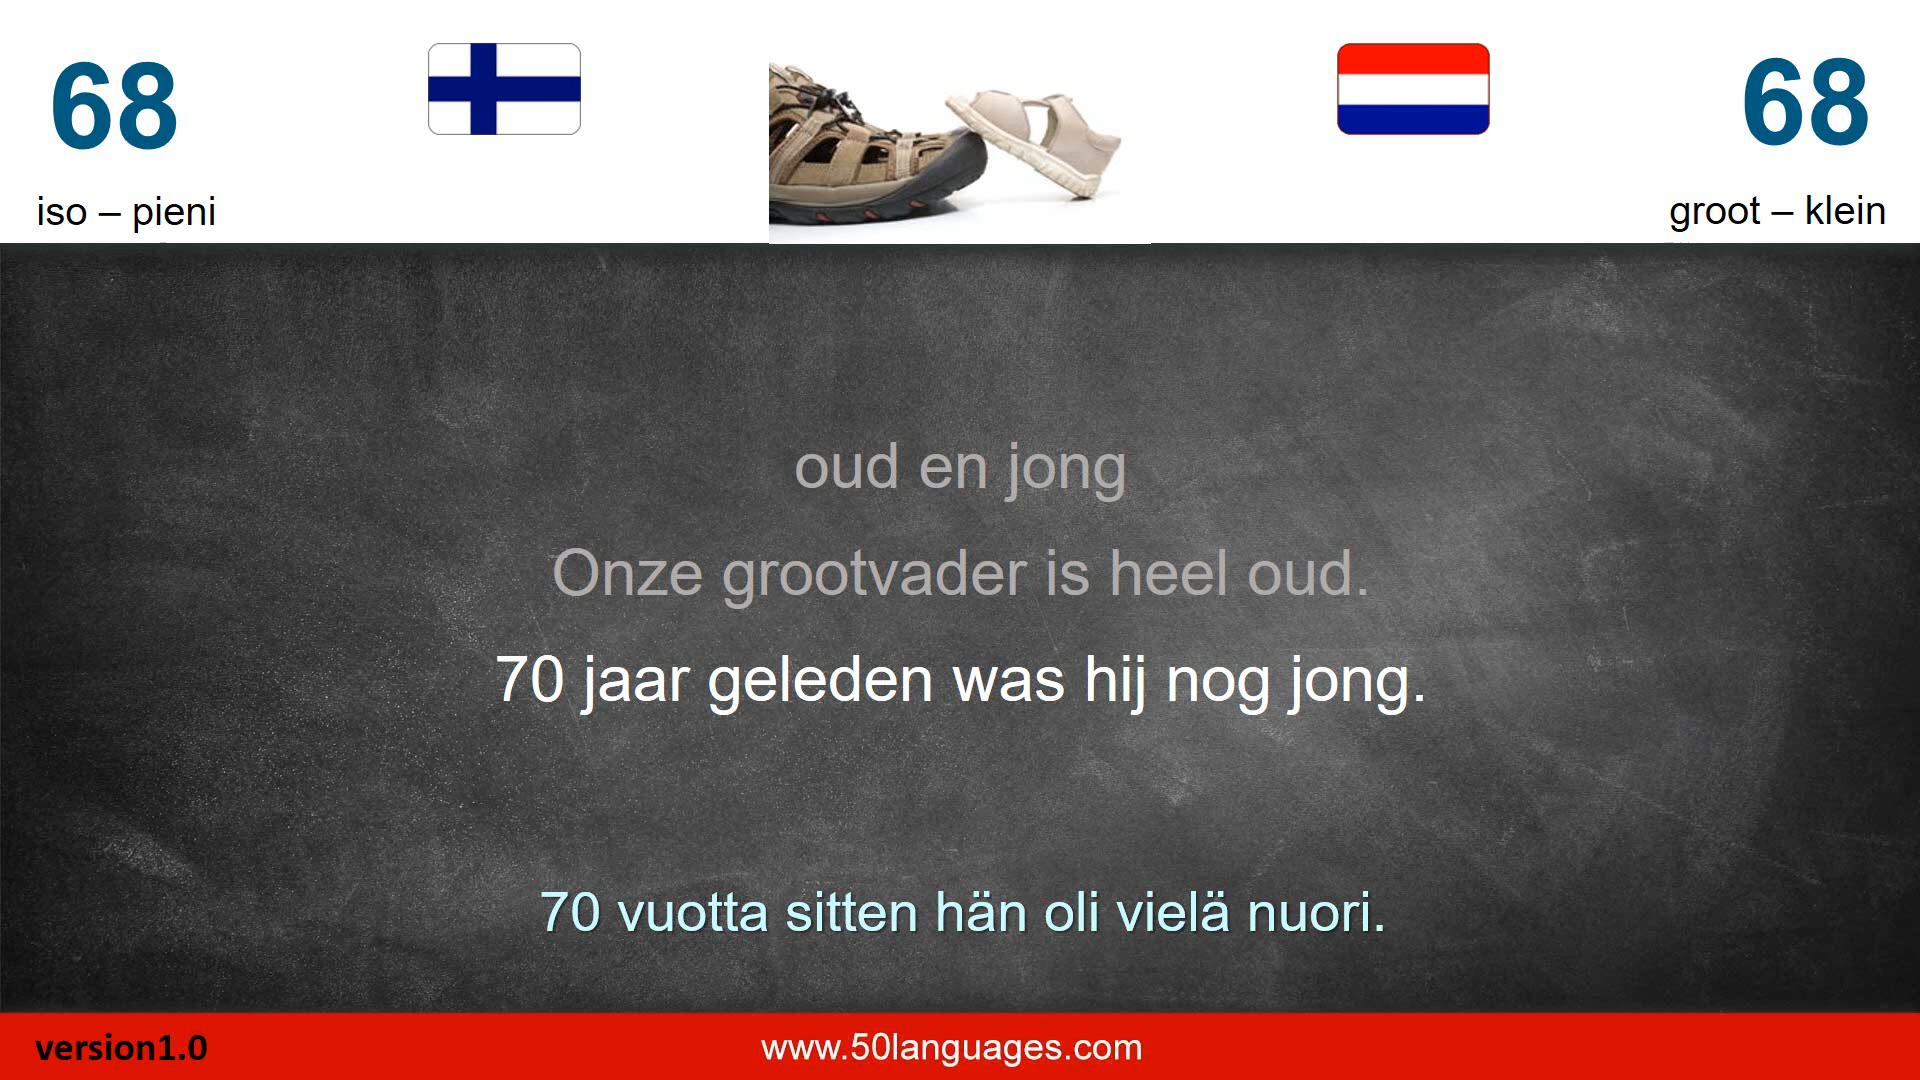 68
68
iso – pieni
groot – klein
oud en jong
Onze grootvader is heel oud.
70 jaar geleden was hij nog jong.
70 vuotta sitten hän oli vielä nuori.
version1.0
www.50languages.com